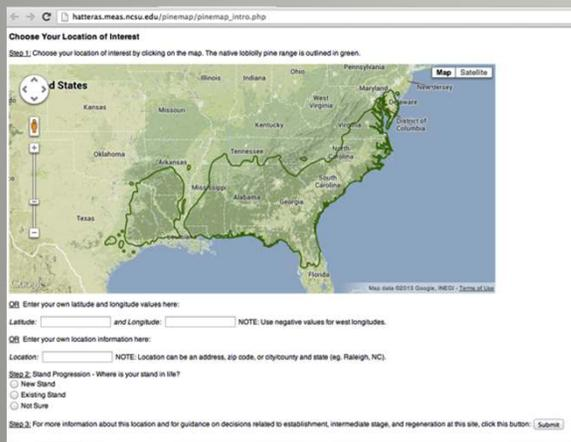 hatteras.meas.ncsu.edu/pinemap/pinemap_intro.php
Choose Your Location of Interest
Step 1: Choose your location of interest by clicking on the map. The native loblolly pine range is outlined in green.
d States
Map Satellite
Illinois
Indiana
Ohio
Pennsylvania
Maryland
New Jersey
Delaware
District of
Columbia
West
Virginia
Virginia
Kansas
Missouri
Kentucky
Oklahoma
Tennessee
North
Carolina
Arkansas
South
Carolina
Mississippi
Alabama
Georgia
Texas
Louisiana
Florida
Google
Map data ©2013 Google, INEGI - Terms of Use
OR Enter your own latitude and longitude values here:
Latitude: and Longitude: NOTE: Use negative values for west longitudes.
OR Enter your own location information here:
Location: NOTE: Location can be an address, zip code, or city/county and state (eg. Raleigh, NC).
Step 2: Stand Progression - Where is your stand in life?
New Stand
Existing Stand
Not Sure
Step 3: For more information about this location and for guidance on decisions related to establishment, intermediate stage, and regeneration at this site, click this button: Submit